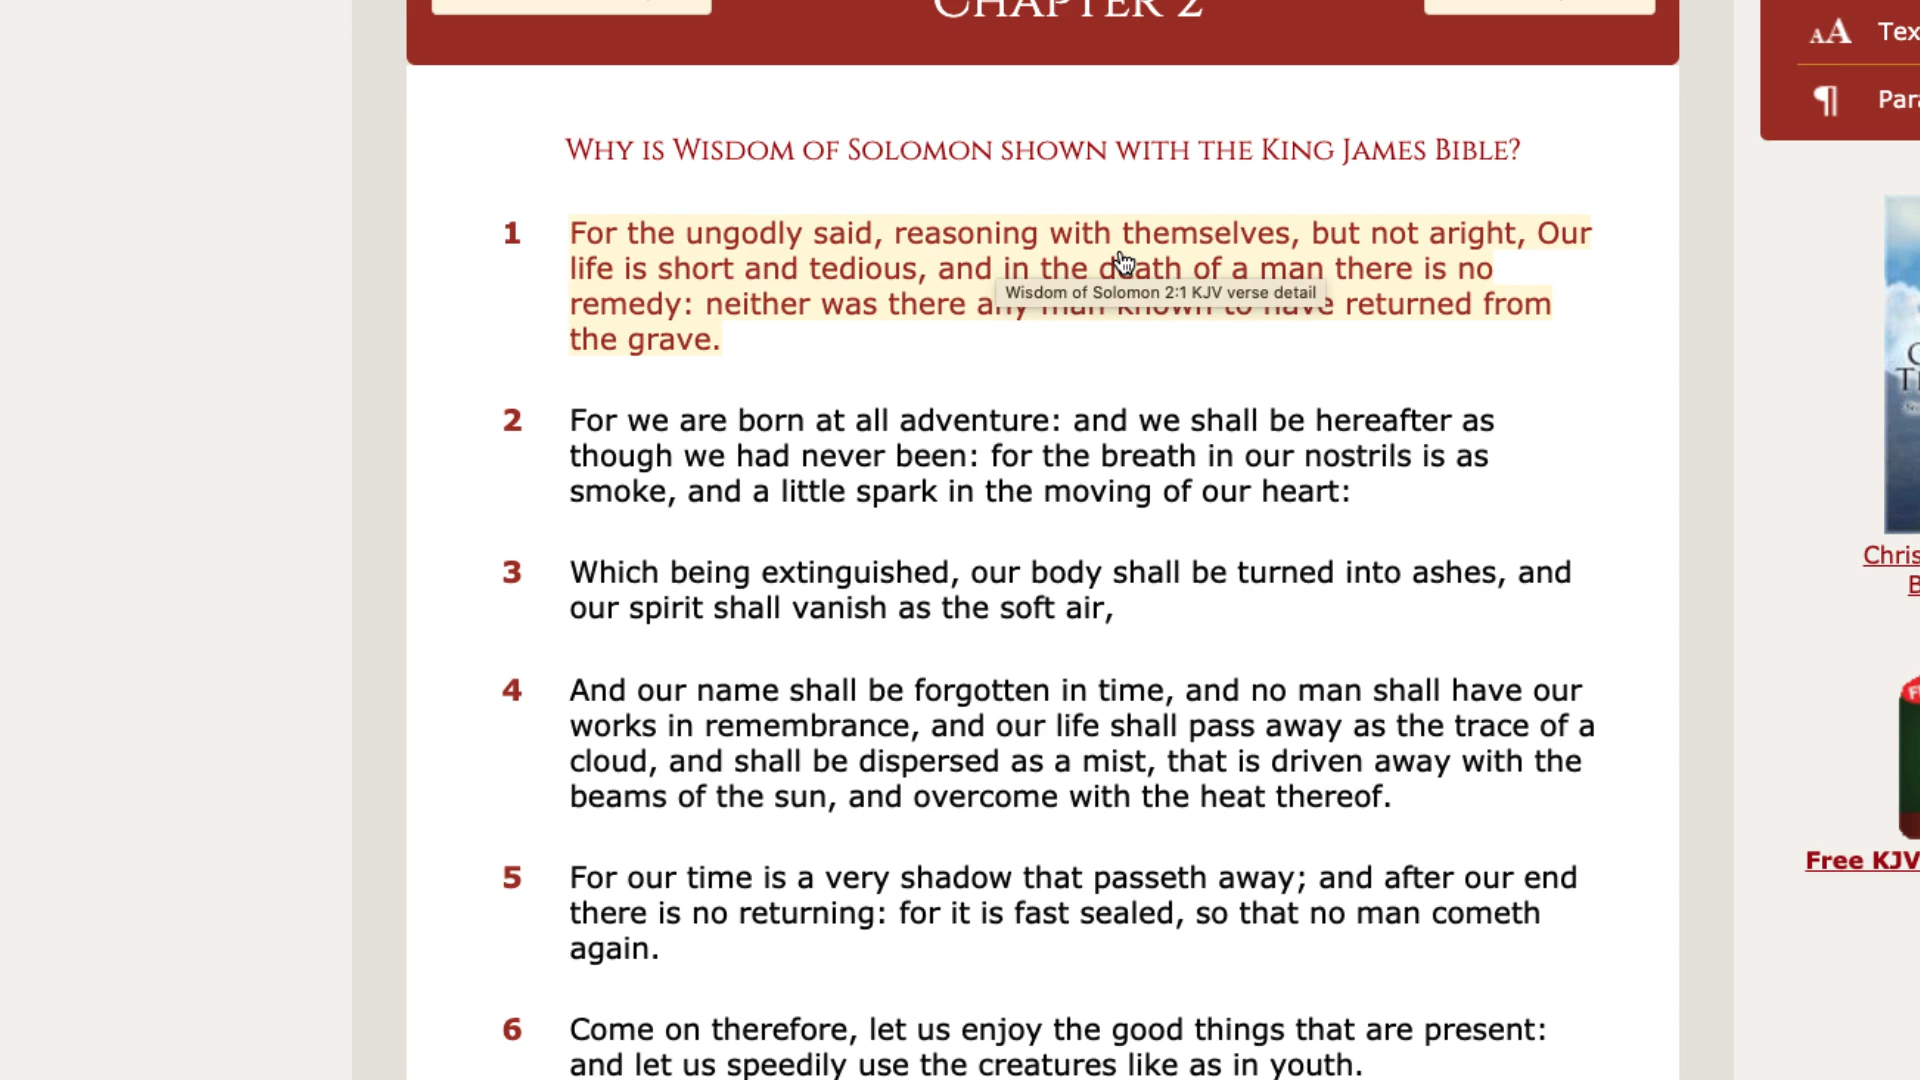 CHAPTER 2
WHY IS WISDOM OF SOLOMON SHOWN WITH THE KING JAMES BIBLE?
1 For the ungodly said, reasoning with themselves, but not aright, Our
life is short and tedious, and in the death of a man there is no
Wisdom of Solomon 2:1 KJV verse detail
remedy: neither was there any man known to have returned from
the grave.
2 For we are born at all adventure: and we shall be hereafter as
though we had never been: for the breath in our nostrils is as
smoke, and a little spark in the moving of our heart:
3 Which being extinguished, our body shall be turned into ashes, and
our spirit shall vanish as the soft air,
4 And our name shall be forgotten in time, and no man shall have our
works in remembrance, and our life shall pass away as the trace of a
cloud, and shall be dispersed as a mist, that is driven away with the
beams of the sun, and overcome with the heat thereof.
5 For our time is a very shadow that passeth away; and after our end
there is no returning: for it is fast sealed, so that no man cometh
again.
6 Come on therefore, let us enjoy the good things that are present:
and let us speedily use the creatures like as in youth.
AA Tex
¶ Para
Chris
B
Free KJV